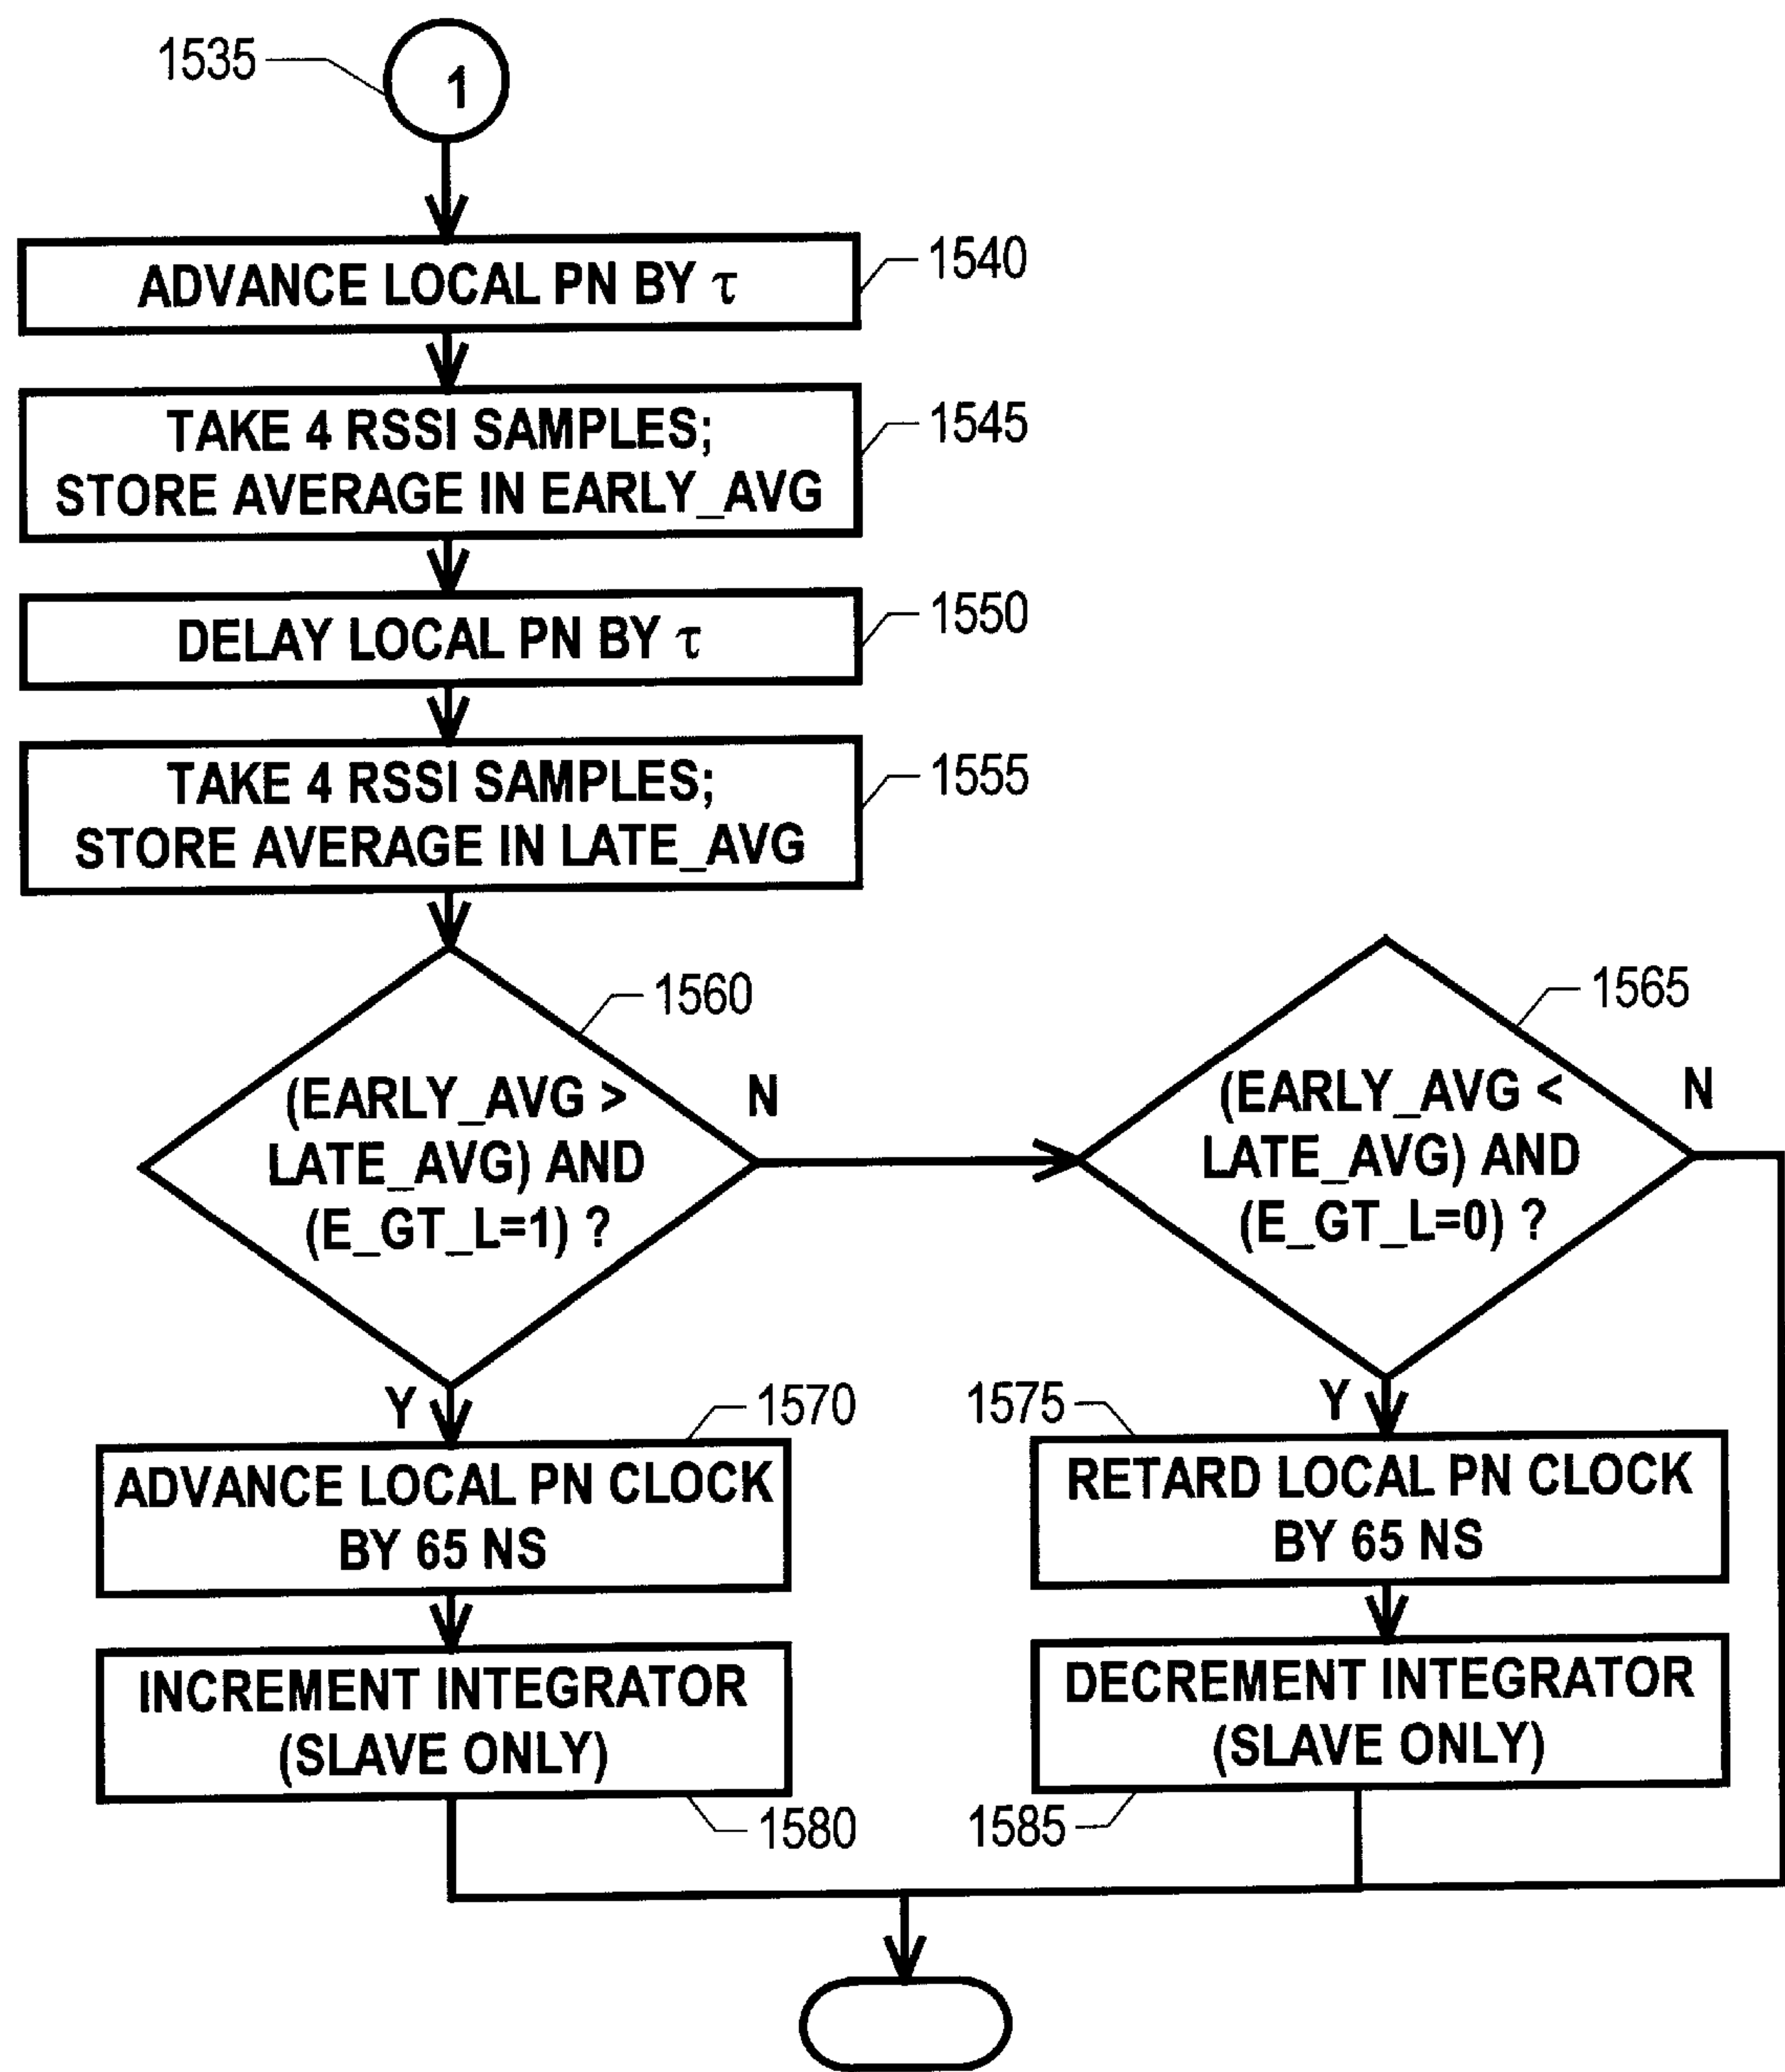 1535
1
ADVANCE LOCAL PN BY τ
1540
TAKE 4 RSSI SAMPLES;
STORE AVERAGE IN EARLY_AVG
1545
DELAY LOCAL PN BY τ
1550
TAKE 4 RSSI SAMPLES;
STORE AVERAGE IN LATE_AVG
1555
1560
(EARLY_AVG >
LATE_AVG) AND
(E_GT_L=1) ?
N
Y
1565
(EARLY_AVG <
LATE_AVG) AND
(E_GT_L=0) ?
N
Y
1570
ADVANCE LOCAL PN CLOCK
BY 65 NS
1575
RETARD LOCAL PN CLOCK
BY 65 NS
INCREMENT INTEGRATOR
(SLAVE ONLY)
1580
DECREMENT INTEGRATOR
(SLAVE ONLY)
1585